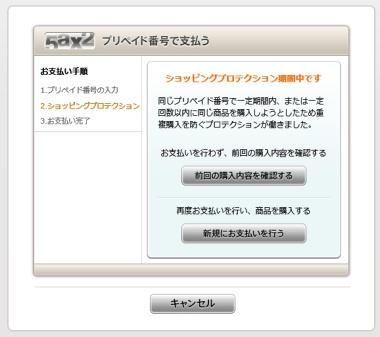 5ax2 プリペイド番号で支払う
お支払い手順
1.プリペイド番号の入力
2.ショッピングプロテクション
3.お支払い完了
ショッピングプロテクション期間中です
同じプリペイド番号で一定期間内、または一定
回数以内に同じ商品を購入しようとしたため重
複購入を防ぐプロテクションが働きました。
お支払いを行わず、前回の購入内容を確認する
前回の購入内容を確認する
再度お支払いを行い、商品を購入する
新規にお支払いを行う
キャンセル